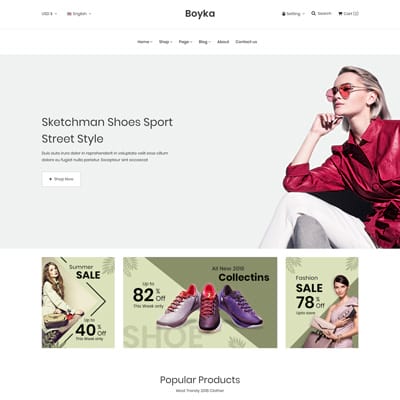 USD $ English Boyka Setting Search Cart (2)
Home Shop Page Blog About Contact us
Sketchman Shoes Sport
Street Style
Duis auto irure dolor in reprehenderit in voluptate velit esse cillum
dolore eu fugiat nulla pariatur. Excepteur sint occaecat
Shop Now
Summer
SALE
Up to
40 %
Off
This Week only
All New 2018
Collectins
Up to
82 %
Off
This Week only
SHOE
Fashion
SALE
78 %
Off
Upto save
Popular Products
Most Trendy 2018 Clother